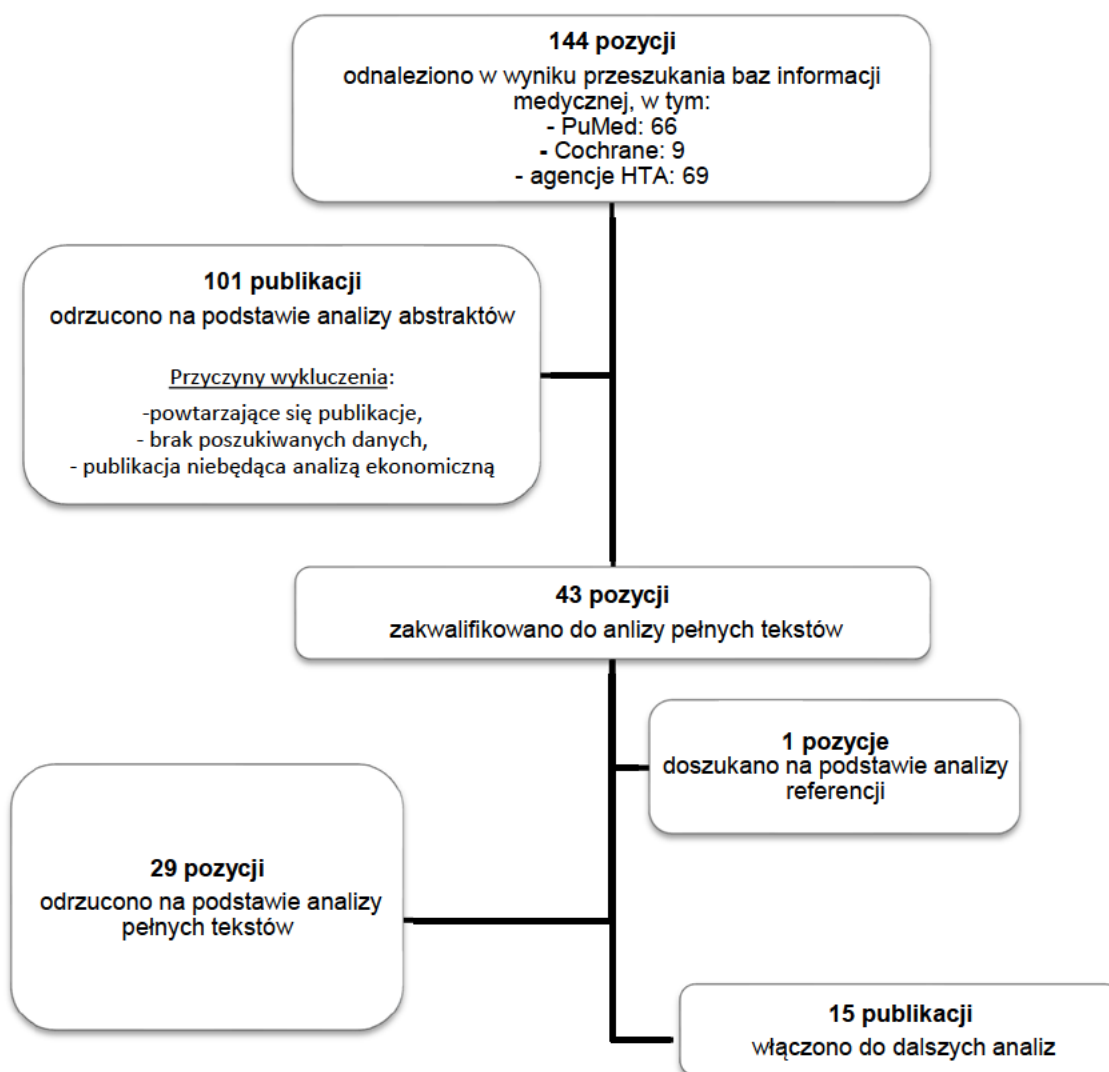 144 pozycji
odnaleziono w wyniku przeszukania baz informacji
medycznej, w tym:
- PuMed: 66
- Cochrane: 9
- agencje HTA: 69
101 publikacji
odrzucono na podstawie analizy abstraktów
Przyczyny wykluczenia:
-powtarzające się publikacje,
- brak poszukiwanych danych,
- publikacja niebędąca analizą ekonomiczną
43 pozycji
zakwalifikowano do anlizy pełnych tekstów
1 pozycje
doszukano na podstawie analizy
referencji
29 pozycji
odrzucono na podstawie analizy
pełnych tekstów
15 publikacji
włączono do dalszych analiz